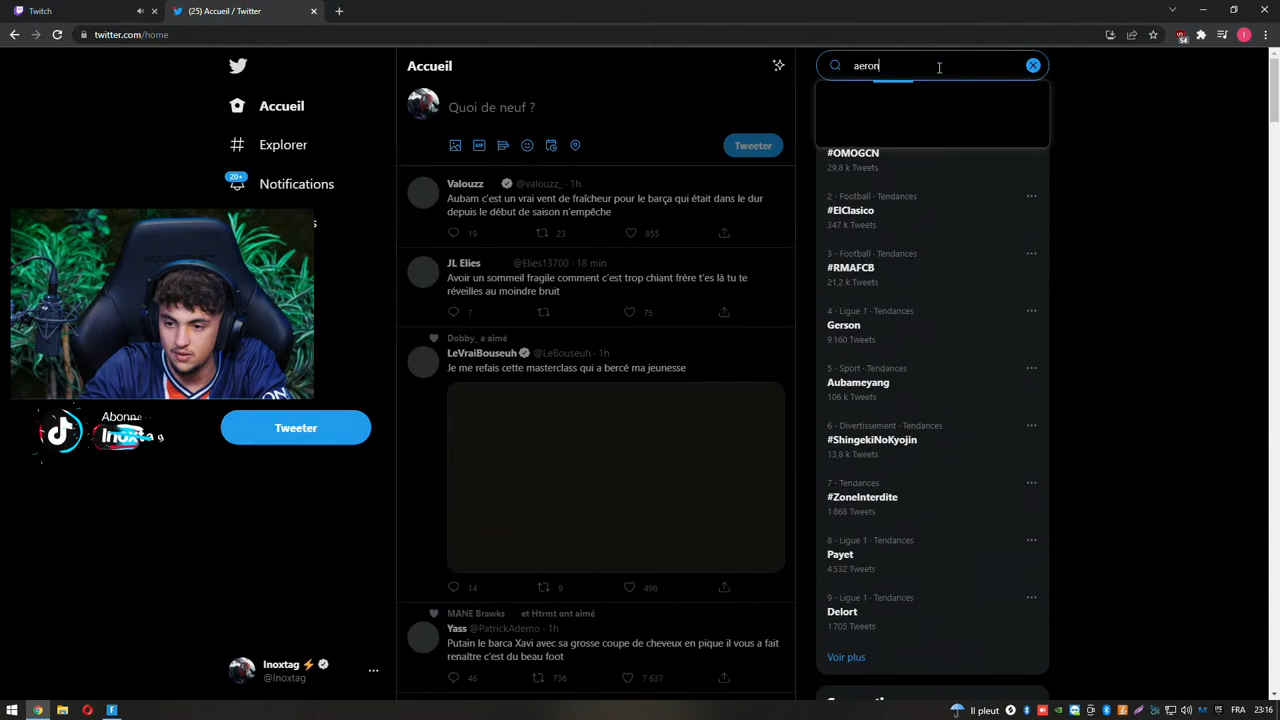 Twitch
(25) Accueil / Twitter
twitter.com/home
54
I
Accueil
Explorer
20+
Notifications
s
Abonne
Inoxtag
Tweeter
Inoxtag ⚡
@Inoxtag
Accueil
Quoi de neuf ?
GIF
Tweeter
Valouzz @valouzz_ · 1h
Aubam c'est un vrai vent de fraîcheur pour le barça qui était dans le dur
depuis le début de saison n'empêche
19 23 855
JL Elies @Elies13700 · 18 min
Avoir un sommeil fragile comment c'est trop chiant frère t'es là tu te
réveilles au moindre bruit
7 75
Dobby_ a aimé
LeVraiBouseuh @LeBouseuh · 1h
Je me refais cette masterclass qui a bercé ma jeunesse
14 9 496
MANE Brawks et Htrmt ont aimé
Yass @PatrickAdemo · 1h
Putain le barca Xavi avec sa grosse coupe de cheveux en pique il vous a fait
renaître c'est du beau foot
46 736 7 637
aeron
#OMOGCN
29,8 k Tweets
2 · Football · Tendances
#ElClasico
347 k Tweets
3 · Football · Tendances
#RMAFCB
21,2 k Tweets
4 · Ligue 1 · Tendances
Gerson
9 160 Tweets
5 · Sport · Tendances
Aubameyang
106 k Tweets
6 · Divertissement · Tendances
#ShingekiNoKyojin
13,8 k Tweets
7 · Tendances
#ZoneInterdite
1 868 Tweets
8 · Ligue 1 · Tendances
Payet
4 532 Tweets
9 · Ligue 1 · Tendances
Delort
1 705 Tweets
Voir plus
Il pleut
FRA
23:16